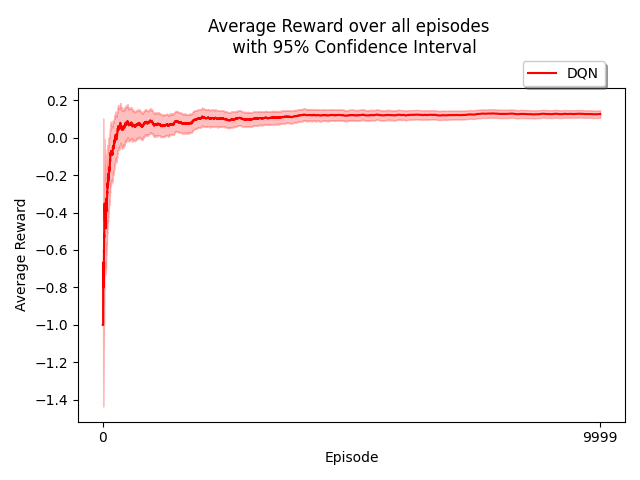 Average Reward over all episodes
with 95% Confidence Interval
DQN
0.2
0.0
−0.2
−0.4
−0.6
−0.8
−1.0
−1.2
−1.4
Average Reward
0
9999
Episode